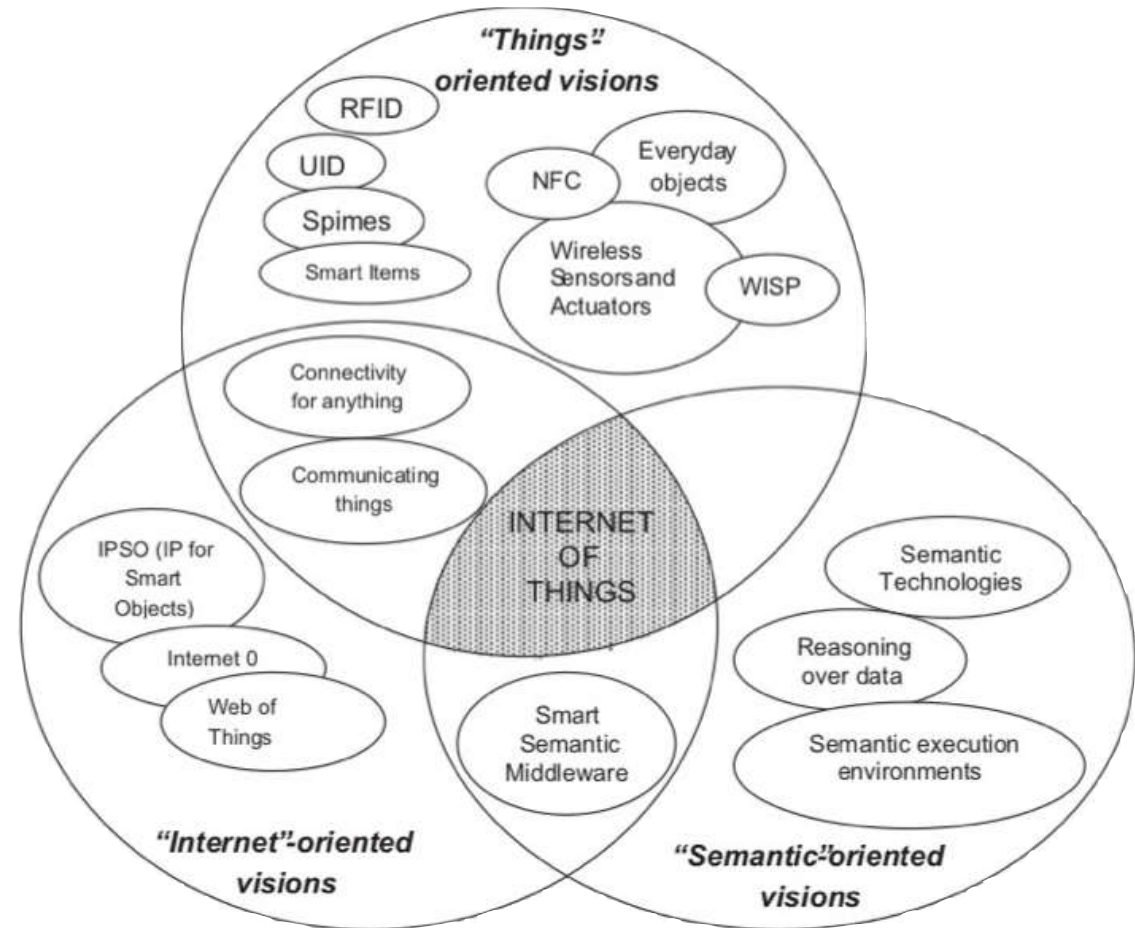 “Things”-
oriented visions
RFID
UID
Spimes
Smart Items
NFC
Everyday
objects
Wireless
Sensors and
Actuators
WISP
Connectivity
for anything
Communicating
things
INTERNET
OF
THINGS
IPSO (IP for
Smart
Objects)
Internet 0
Web of
Things
Semantic
Technologies
Reasoning
over data
Semantic execution
environments
Smart
Semantic
Middleware
“Internet”-oriented
visions
“Semantic”-oriented
visions